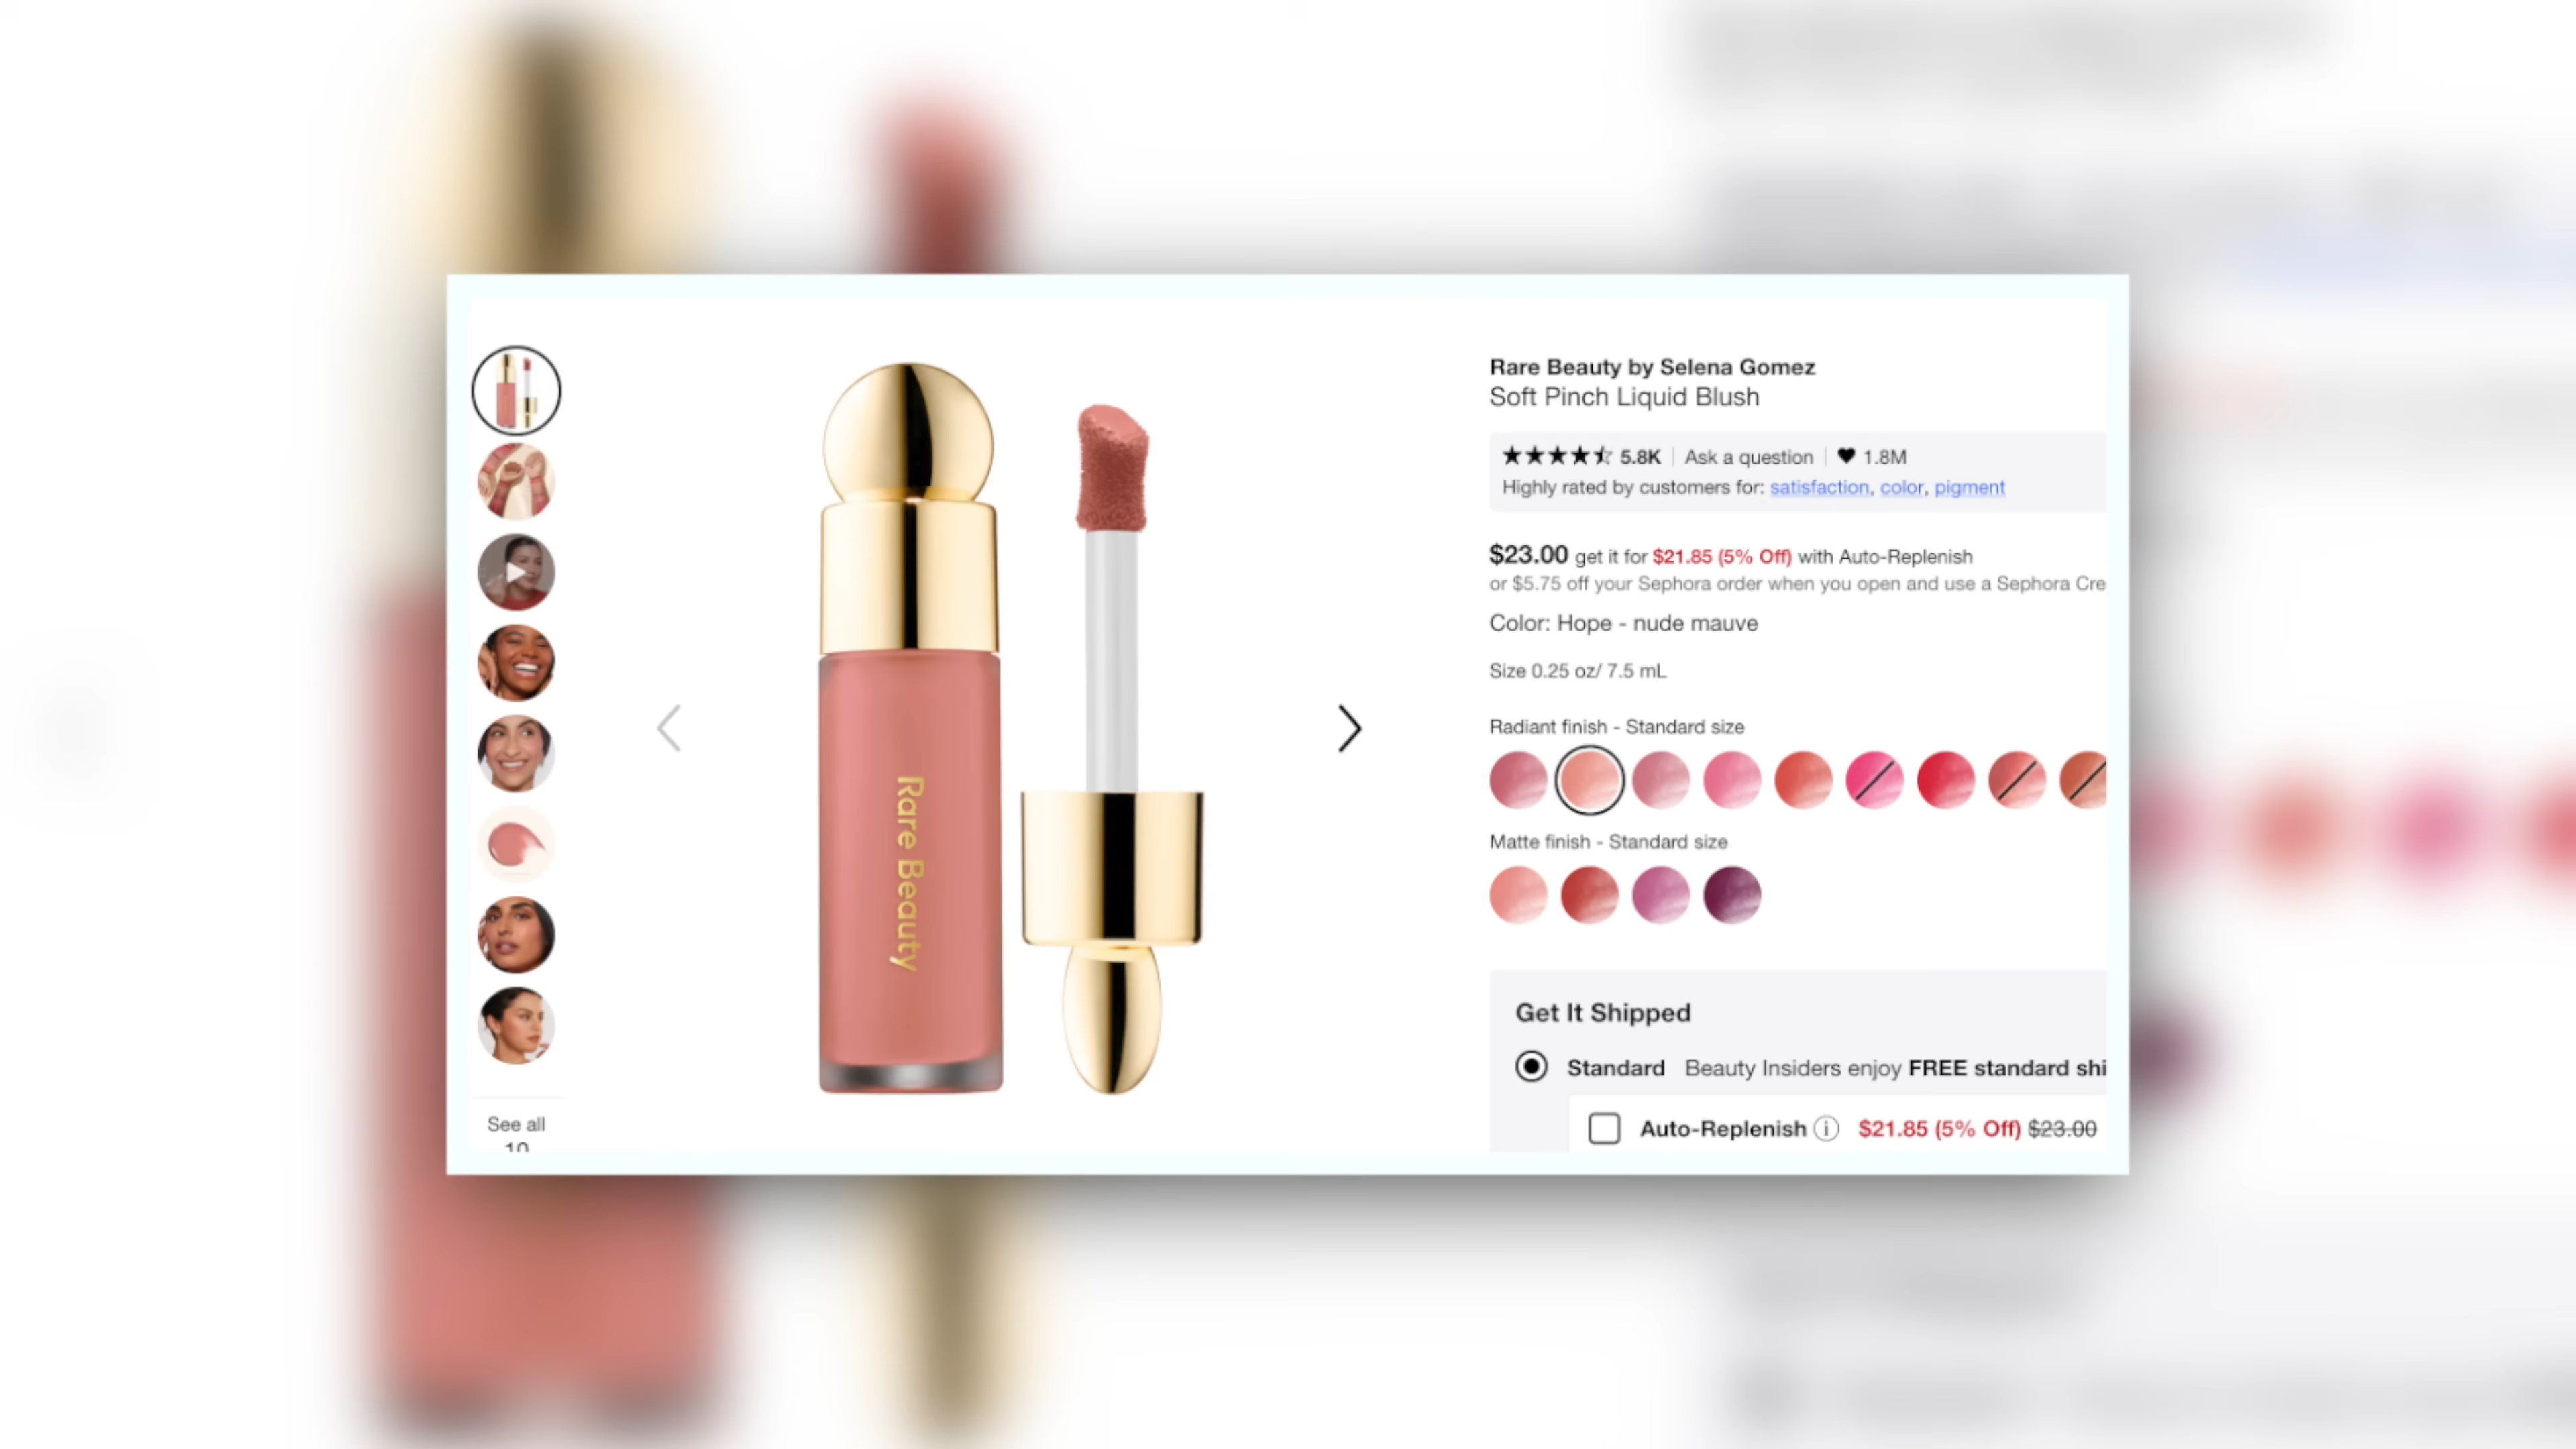 Rare Beauty by Selena Gomez
Soft Pinch Liquid Blush
5.8K Ask a question 1.8M
Highly rated by customers for: satisfaction, color, pigment
$23.00 get it for $21.85 (5% Off) with Auto-Replenish
or $5.75 off your Sephora order when you open and use a Sephora Cre
Color: Hope - nude mauve
Size 0.25 oz/ 7.5 mL
Radiant finish - Standard size
Matte finish - Standard size
Get It Shipped
Standard Beauty Insiders enjoy FREE standard shi
Auto-Replenish $21.85 (5% Off) $23.00
Rare Beauty
See all
10